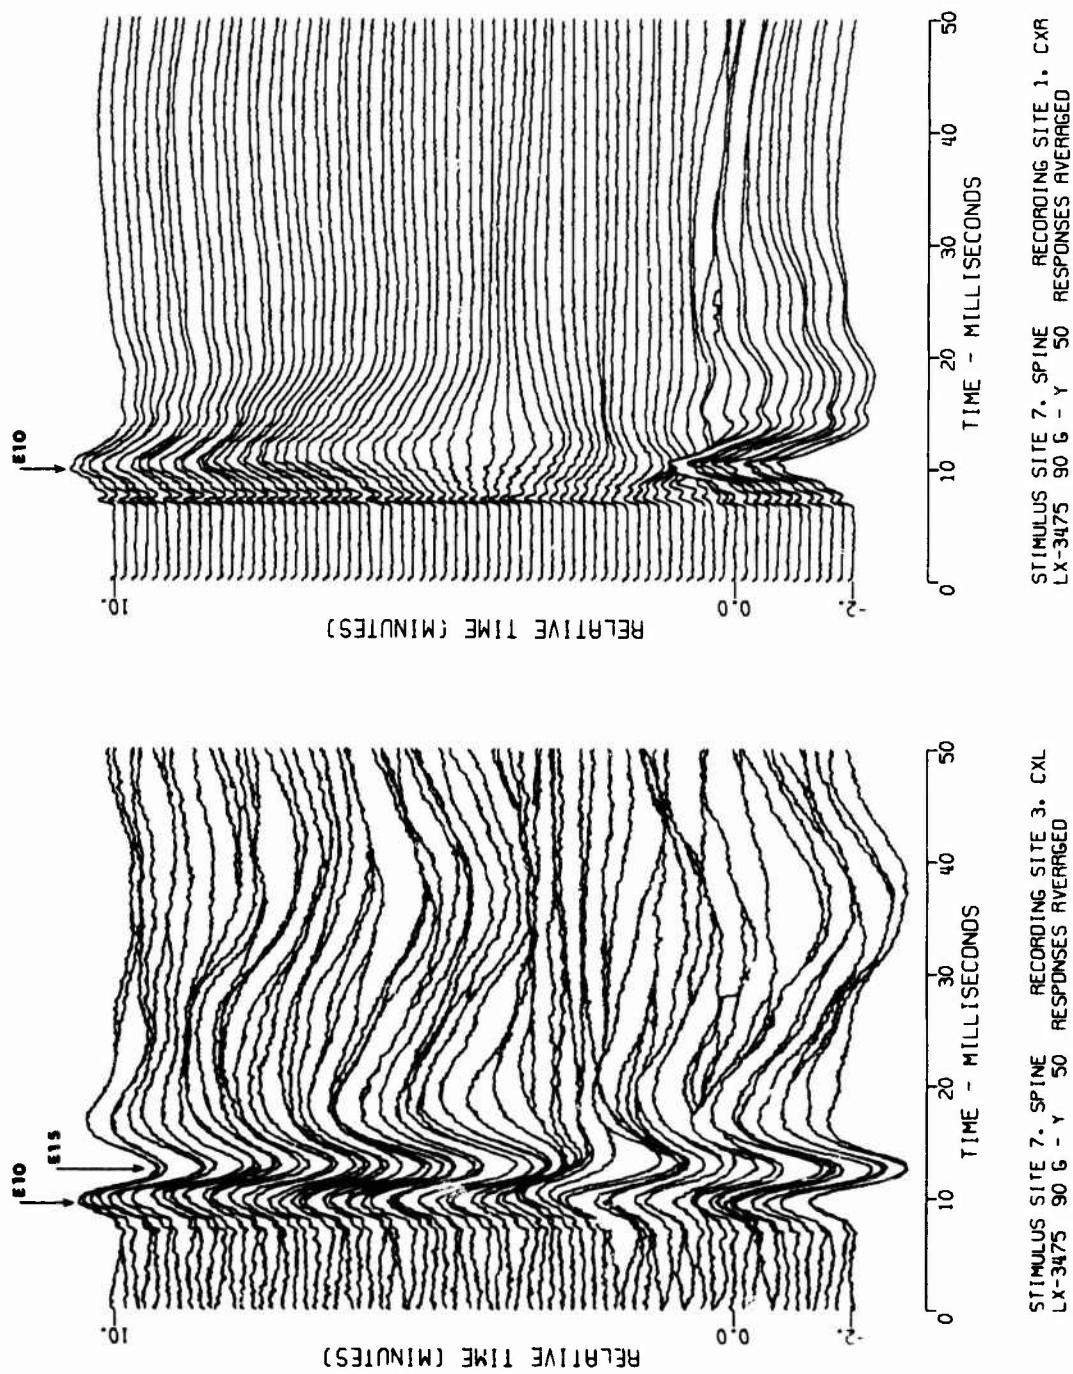 E10
E15
RELATIVE TIME (MINUTES)
10.
0.0
-2.
0 10 20 30 40 50
TIME - MILLISECONDS
STIMULUS SITE 7. SPINE RECORDING SITE 3. CXL
LX-3475 90 G - Y 50 RESPONSES AVERAGED
E10
RELATIVE TIME (MINUTES)
10.
0.0
-2.
0 10 20 30 40 50
TIME - MILLISECONDS
STIMULUS SITE 7. SPINE RECORDING SITE 1. CXR
LX-3475 90 G - Y 50 RESPONSES AVERAGED